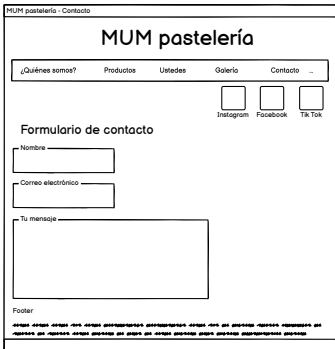 MUM pastelería - Contacto
MUM pastelería
¿Quiénes somos? Productos Ustedes Galería Contacto ...
Instagram Facebook Tik Tok
Formulario de contacto
Nombre
Correo electrónico
Tu mensaje
Footer